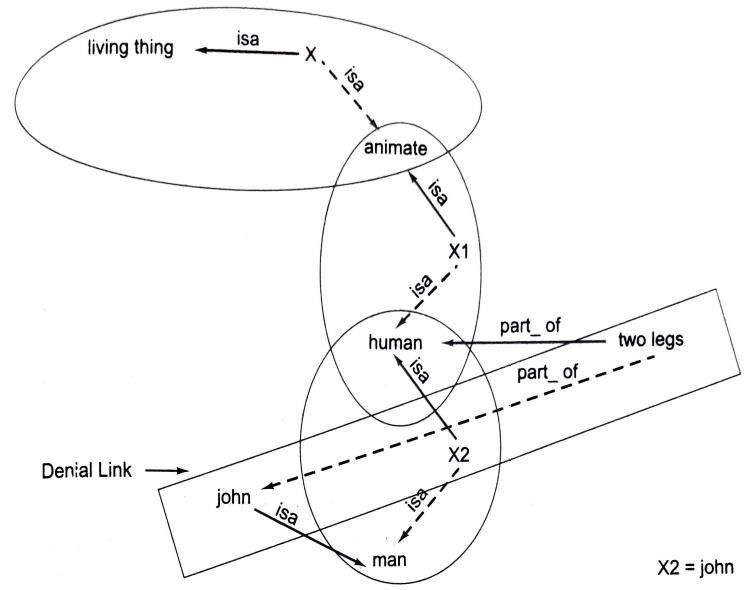 living thing
isa
X
isa
animate
isa
X1
isa
human
part_ of
two legs
isa
part_ of
Denial Link
X2
john
isa
isa
man
X2 = john